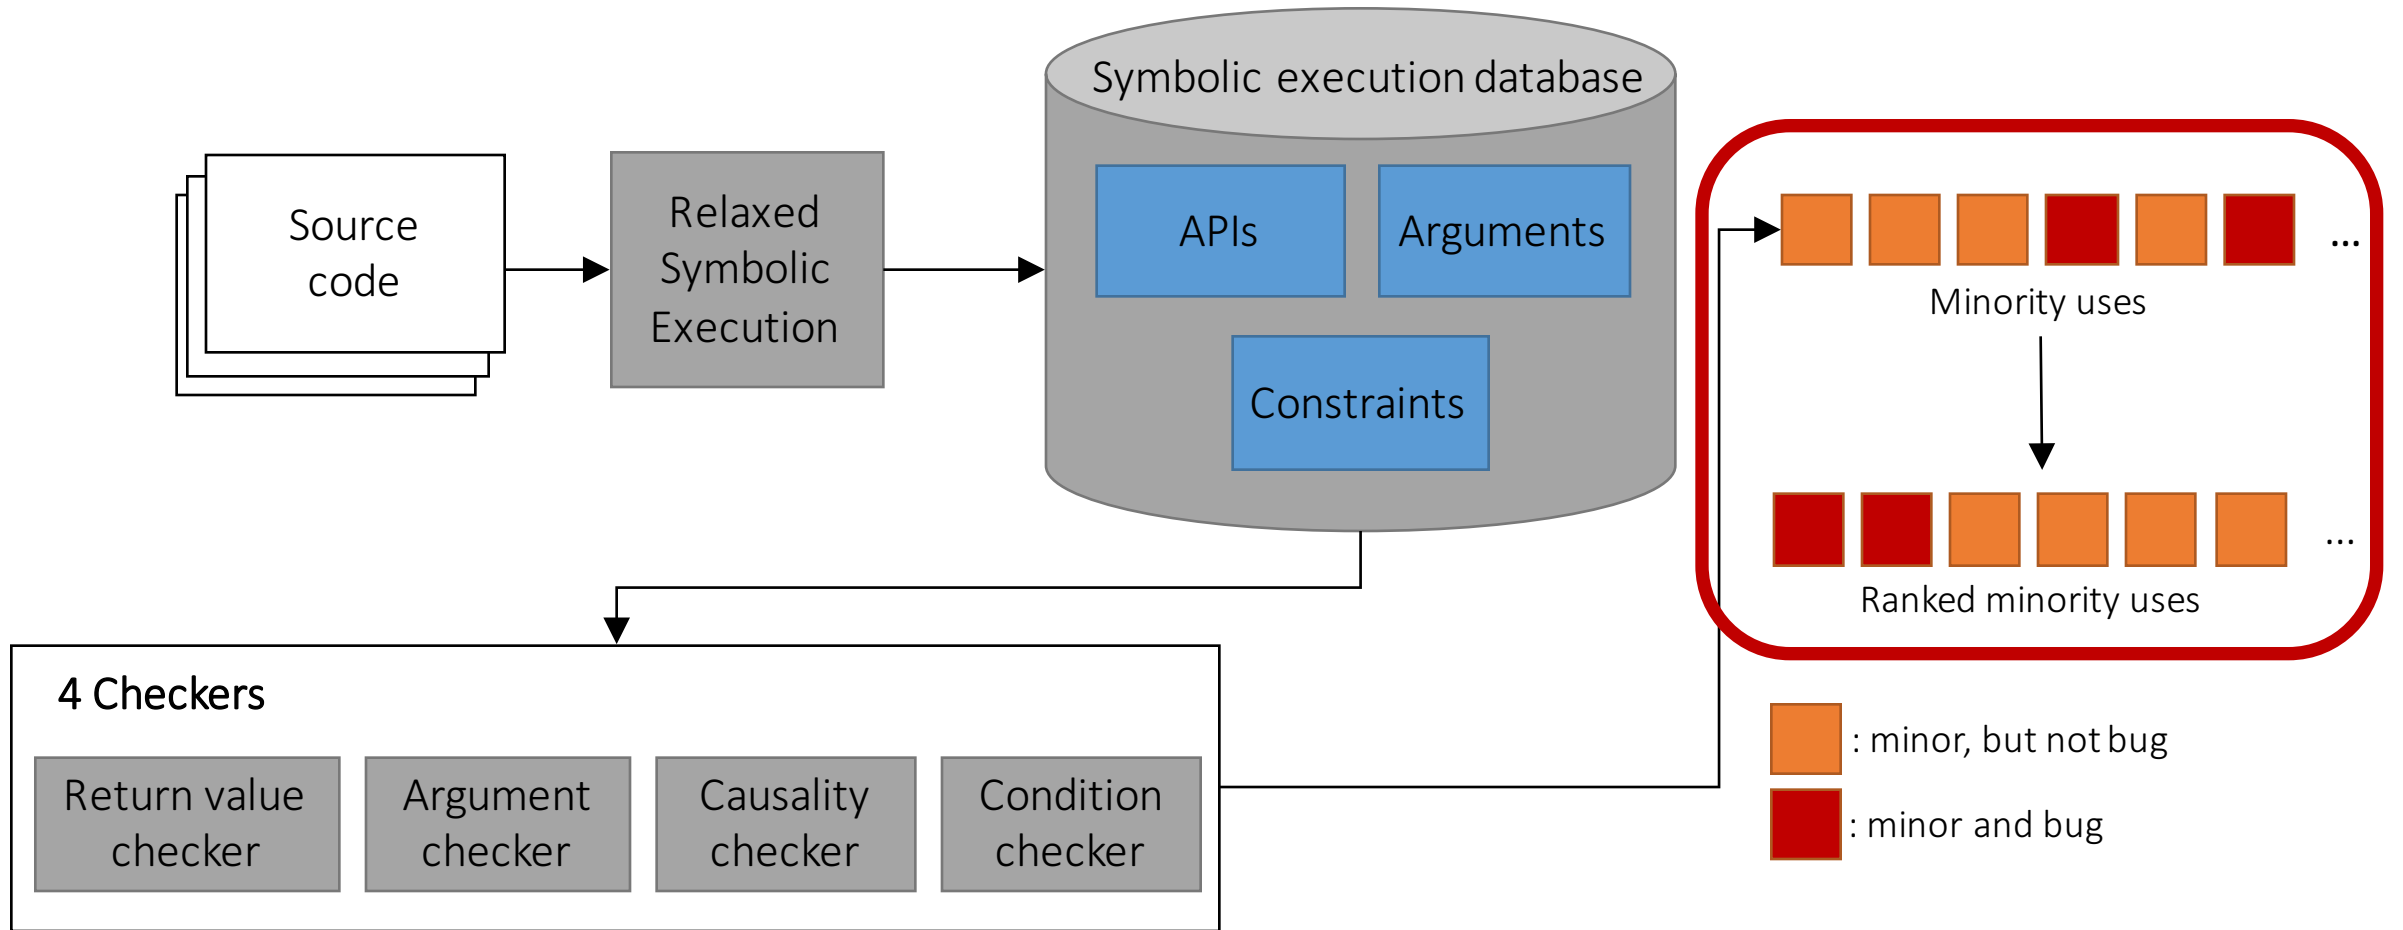 Symbolic execution database
Source
code
Relaxed
Symbolic
Execution
APIs
Arguments
Constraints
...
Minority uses
...
Ranked minority uses
4 Checkers
Return value
checker
Argument
checker
Causality
checker
Condition
checker
: minor, but not bug
: minor and bug